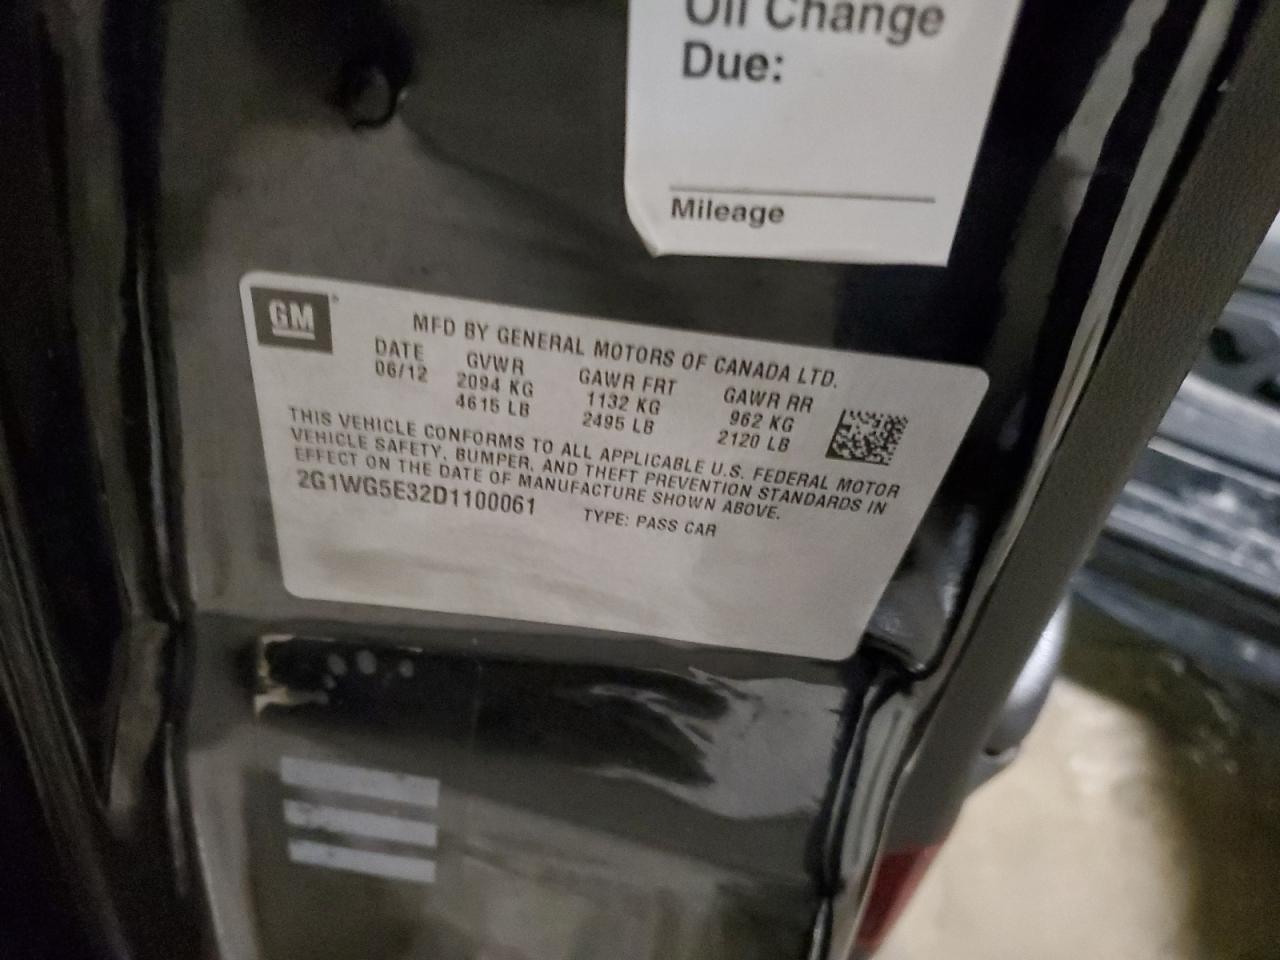 Oil Change
Due:
Mileage
GM
MFD BY GENERAL MOTORS OF CANADA LTD.
DATE GVWR GAWR FRT GAWR RR
06/12 2094 KG 1132 KG 962 KG
4615 LB 2495 LB 2120 LB
THIS VEHICLE CONFORMS TO ALL APPLICABLE U.S. FEDERAL MOTOR
VEHICLE SAFETY, BUMPER, AND THEFT PREVENTION STANDARDS IN
EFFECT ON THE DATE OF MANUFACTURE SHOWN ABOVE.
2G1WG5E32D1100061 TYPE: PASS CAR